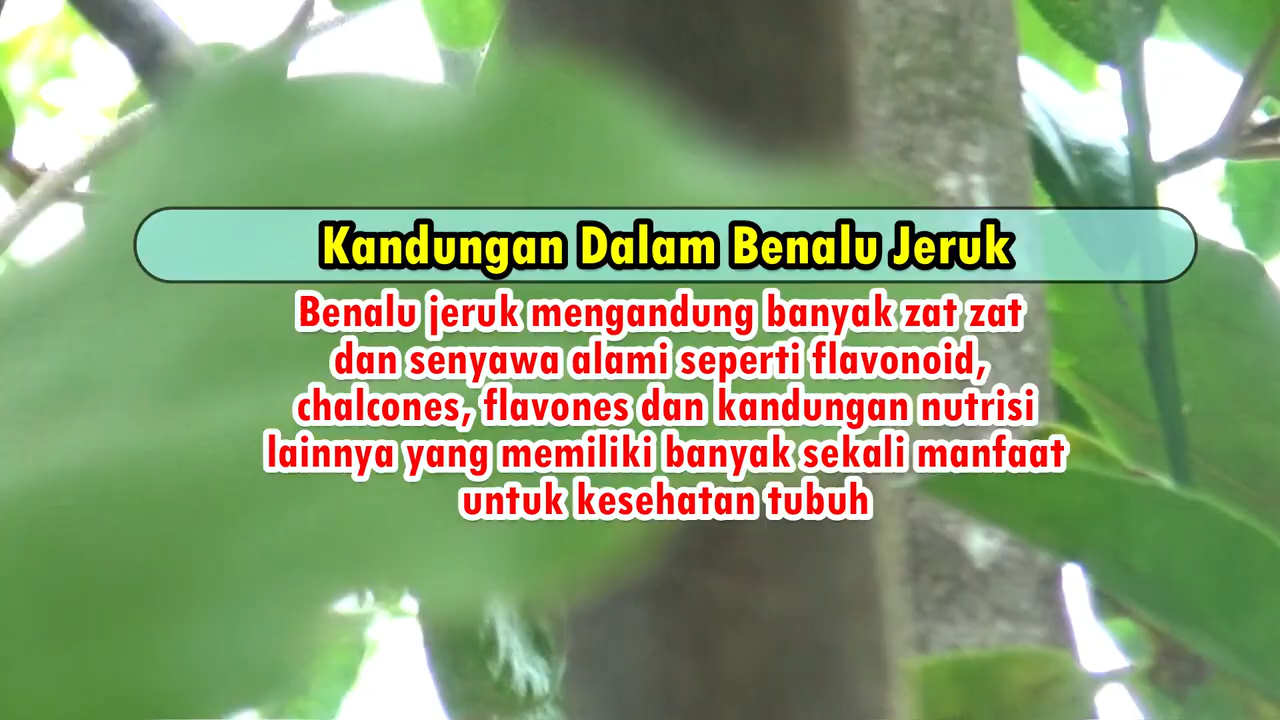 Kandungan Dalam Benalu Jeruk
Benalu jeruk mengandung banyak zat zat
dan senyawa alami seperti flavonoid,
chalcones, flavones dan kandungan nutrisi
lainnya yang memiliki banyak sekali manfaat
untuk kesehatan tubuh